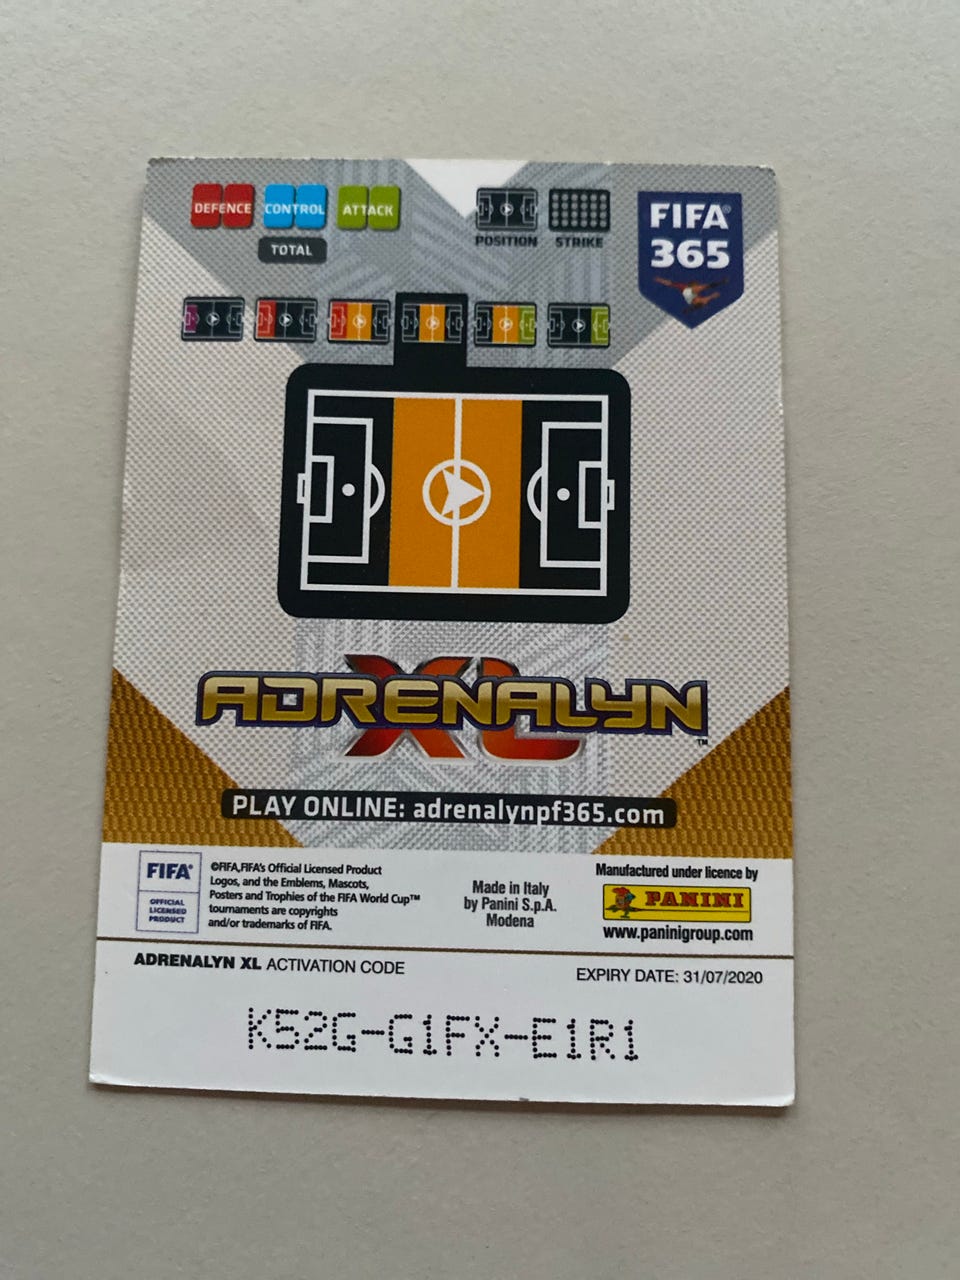 DEFENCE CONTROL ATTACK
TOTAL
POSITION STRIKE
FIFA®
365
ADRENALYN
XL
™
PLAY ONLINE: adrenalynpf365.com
FIFA®
OFFICIAL
LICENSED
PRODUCT
©FIFA,FIFA's Official Licensed Product
Logos, and the Emblems, Mascots,
Posters and Trophies of the FIFA World Cup™
tournaments are copyrights
and/or trademarks of FIFA.
Made in Italy
by Panini S.p.A.
Modena
Manufactured under licence by
PANINI
www.paninigroup.com
ADRENALYN XL ACTIVATION CODE
EXPIRY DATE: 31/07/2020
K52G-G1FX-E1R1